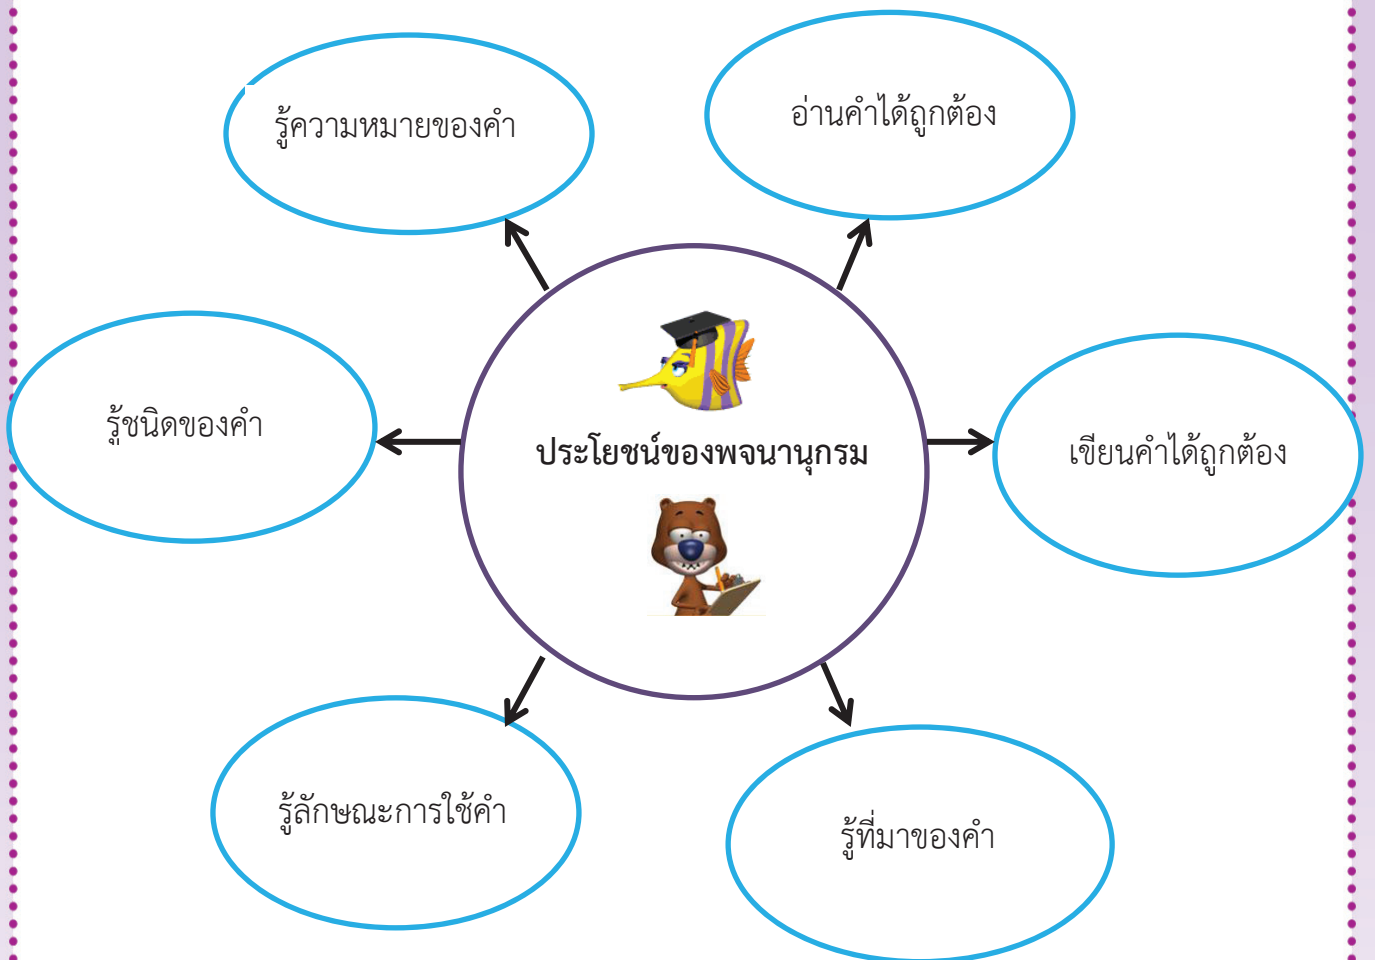 รู้ความหมายของคำ
อ่านคำได้ถูกต้อง
รู้ชนิดของคำ
ประโยชน์ของพจนานุกรม
เขียนคำได้ถูกต้อง
รู้ลักษณะการใช้คำ
รู้ที่มาของคำ